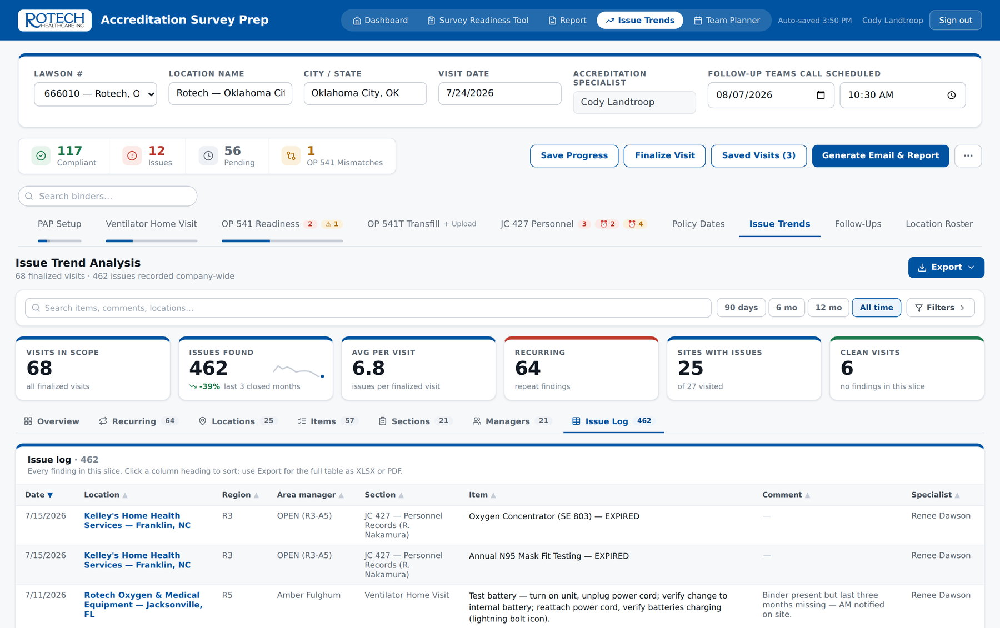 ROTECH
HEALTHCARE INC.
Accreditation Survey Prep
Dashboard
Survey Readiness Tool
Report
Issue Trends
Team Planner
Auto-saved 3:50 PM
Cody Landtroop
Sign out
LAWSON #
LOCATION NAME
CITY / STATE
VISIT DATE
ACCREDITATION
SPECIALIST
FOLLOW-UP TEAMS CALL SCHEDULED
666010 — Rotech, O
Rotech — Oklahoma Cit
Oklahoma City, OK
7/24/2026
Cody Landtroop
08/07/2026
10:30 AM
117
Compliant
12
Issues
56
Pending
1
OP 541 Mismatches
Save Progress
Finalize Visit
Saved Visits (3)
Generate Email & Report
...
Search binders...
PAP Setup
Ventilator Home Visit
OP 541 Readiness 2 ⚠ 1
OP 541T Transfill + Upload
JC 427 Personnel 3 ⏰ 2 ⏰ 4
Policy Dates
Issue Trends
Follow-Ups
Location Roster
Issue Trend Analysis
68 finalized visits · 462 issues recorded company-wide
Export
Search items, comments, locations...
90 days
6 mo
12 mo
All time
Filters
VISITS IN SCOPE
68
all finalized visits
ISSUES FOUND
462
-39% last 3 closed months
AVG PER VISIT
6.8
issues per finalized visit
RECURRING
64
repeat findings
SITES WITH ISSUES
25
of 27 visited
CLEAN VISITS
6
no findings in this slice
Overview
Recurring 64
Locations 25
Items 57
Sections 21
Managers 21
Issue Log 462
Issue log · 462
Every finding in this slice. Click a column heading to sort; use Export for the full table as XLSX or PDF.
Date ▼ Location ▲ Region ▲ Area manager ▲ Section ▲ Item ▲ Comment ▲ Specialist ▲
7/15/2026
Kelley's Home Health
Services — Franklin, NC
R3
OPEN (R3-A5)
JC 427 — Personnel
Records (R.
Nakamura)
Oxygen Concentrator (SE 803) — EXPIRED
—
Renee Dawson
7/15/2026
Kelley's Home Health
Services — Franklin, NC
R3
OPEN (R3-A5)
JC 427 — Personnel
Records (R.
Nakamura)
Annual N95 Mask Fit Testing — EXPIRED
—
Renee Dawson
7/11/2026
Rotech Oxygen & Medical
Equipment — Jacksonville,
FL
R5
Amber Fulghum
Ventilator Home Visit
Test battery — turn on unit, unplug power cord; verify change to
internal battery; reattach power cord, verify batteries charging
(lightning bolt icon).
Binder present but last three
months missing — AM notified
on site.
Renee Dawson